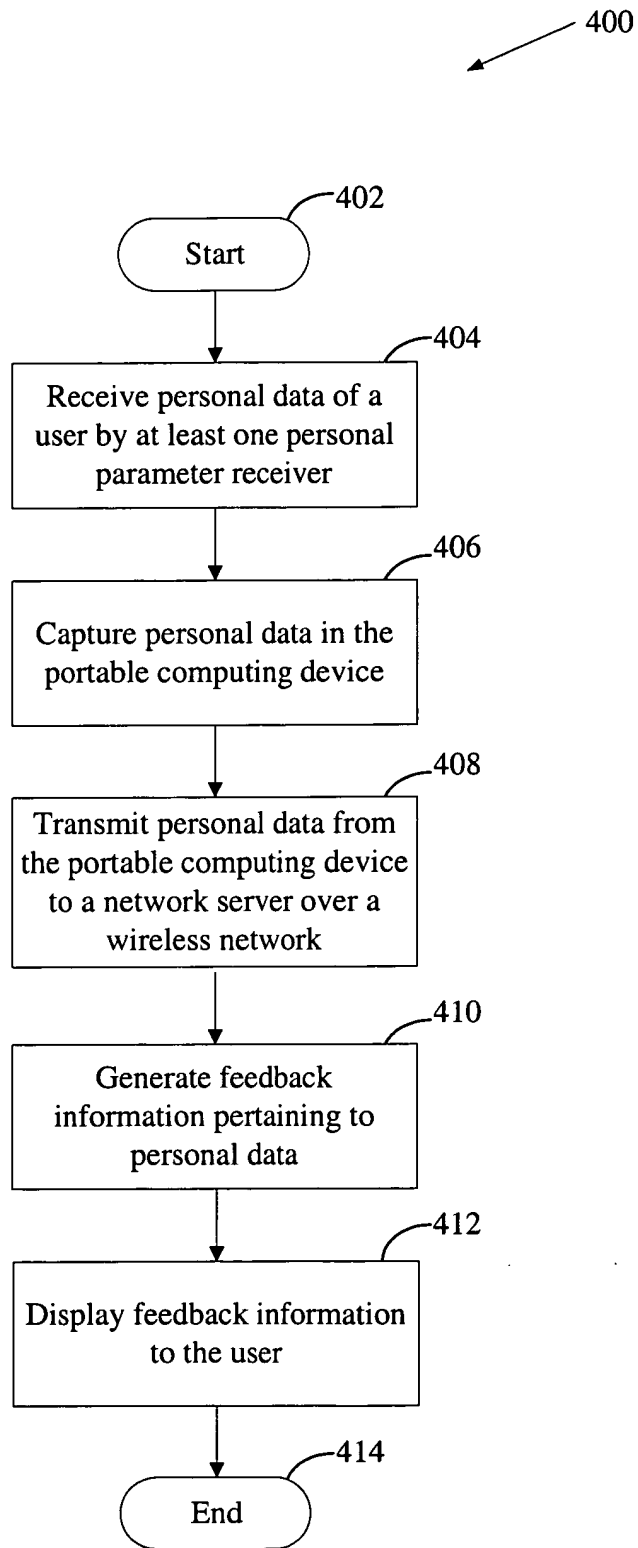 400
402
Start
404
Receive personal data of a
user by at least one personal
parameter receiver
406
Capture personal data in the
portable computing device
408
Transmit personal data from
the portable computing device
to a network server over a
wireless network
410
Generate feedback
information pertaining to
personal data
412
Display feedback information
to the user
414
End